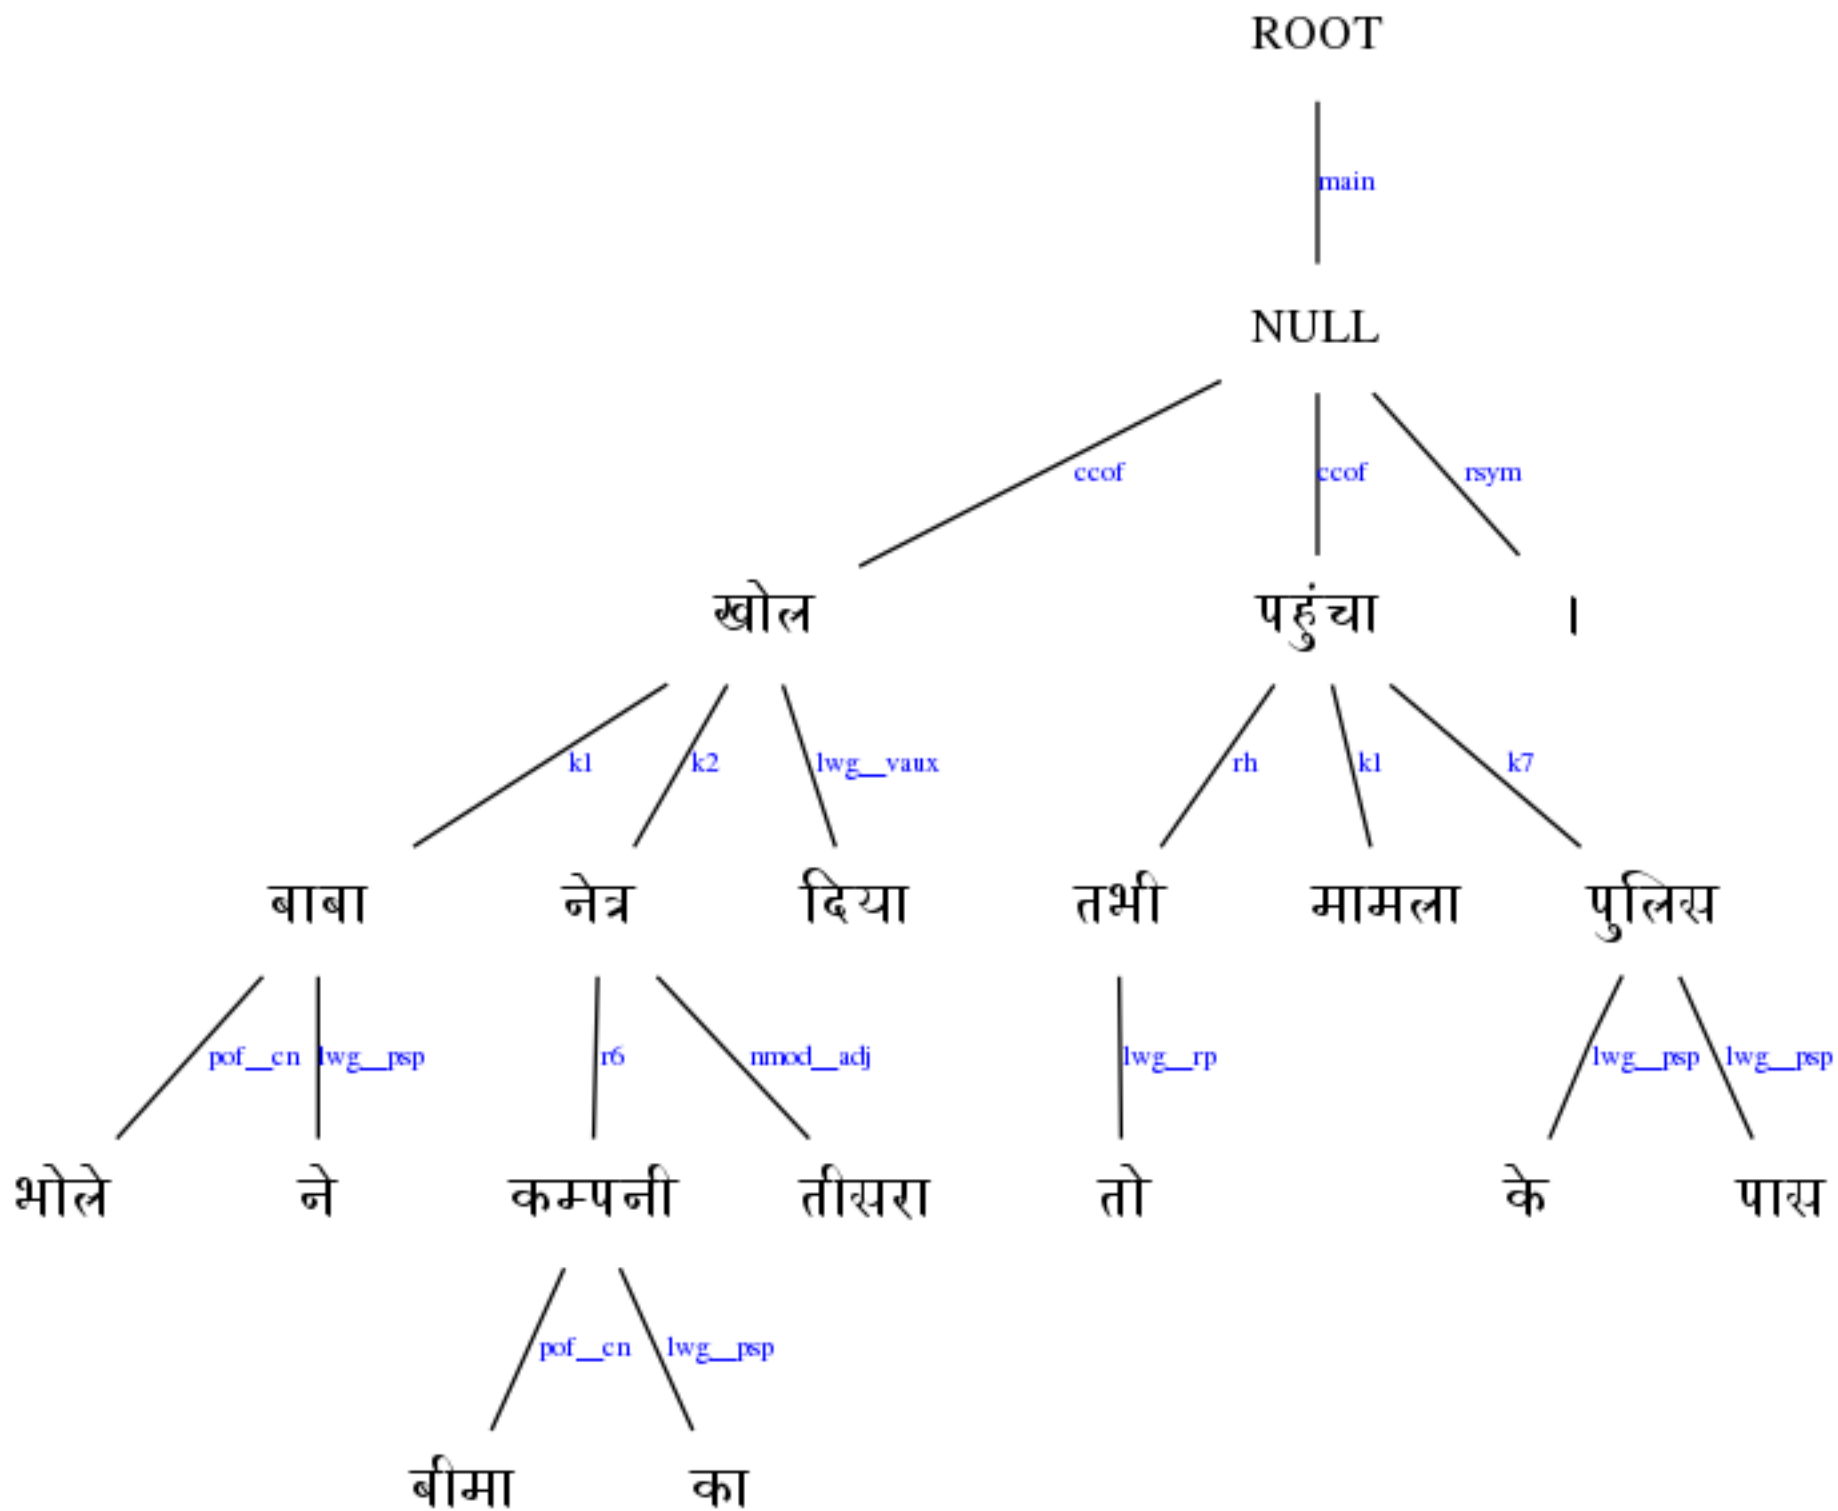 ROOT
main
NULL
ccof ccof rsym
खोल पहुंचा ।
k1 k2 lwg__vaux rh k1 k7
बाबा नेत्र दिया तभी मामला पुलिस
pof__cn lwg__psp r6 nmod__adj lwg__rp lwg__psp lwg__psp
भोले ने कम्पनी तीसरा तो के पास
pof__cn lwg__psp
बीमा का